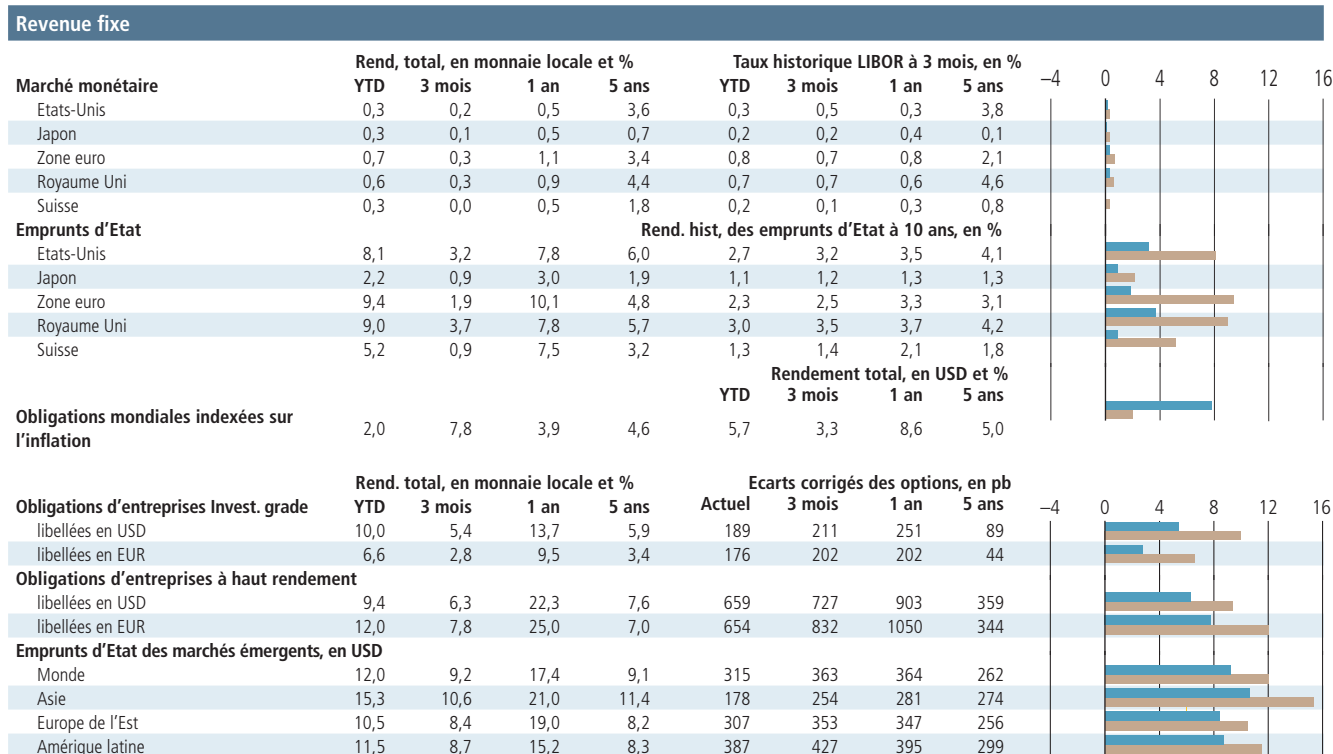 Revenue fixe
Rend, total, en monnaie locale et % Taux historique LIBOR à 3 mois, en %
Marché monétaire YTD 3 mois 1 an 5 ans YTD 3 mois 1 an 5 ans –4 0 4 8 12 16
Etats-Unis 0,3 0,2 0,5 3,6 0,3 0,5 0,3 3,8
Japon 0,3 0,1 0,5 0,7 0,2 0,2 0,4 0,1
Zone euro 0,7 0,3 1,1 3,4 0,8 0,7 0,8 2,1
Royaume Uni 0,6 0,3 0,9 4,4 0,7 0,7 0,6 4,6
Suisse 0,3 0,0 0,5 1,8 0,2 0,1 0,3 0,8
Emprunts d’Etat Rend. hist, des emprunts d’Etat à 10 ans, en %
Etats-Unis 8,1 3,2 7,8 6,0 2,7 3,2 3,5 4,1
Japon 2,2 0,9 3,0 1,9 1,1 1,2 1,3 1,3
Zone euro 9,4 1,9 10,1 4,8 2,3 2,5 3,3 3,1
Royaume Uni 9,0 3,7 7,8 5,7 3,0 3,5 3,7 4,2
Suisse 5,2 0,9 7,5 3,2 1,3 1,4 2,1 1,8
Rendement total, en USD et %
YTD 3 mois 1 an 5 ans
Obligations mondiales indexées sur
l’inflation 2,0 7,8 3,9 4,6 5,7 3,3 8,6 5,0
Rend. total, en monnaie locale et % Ecarts corrigés des options, en pb
Obligations d’entreprises Invest. grade YTD 3 mois 1 an 5 ans Actuel 3 mois 1 an 5 ans –4 0 4 8 12 16
libellées en USD 10,0 5,4 13,7 5,9 189 211 251 89
libellées en EUR 6,6 2,8 9,5 3,4 176 202 202 44
Obligations d’entreprises à haut rendement
libellées en USD 9,4 6,3 22,3 7,6 659 727 903 359
libellées en EUR 12,0 7,8 25,0 7,0 654 832 1050 344
Emprunts d’Etat des marchés émergents, en USD
Monde 12,0 9,2 17,4 9,1 315 363 364 262
Asie 15,3 10,6 21,0 11,4 178 254 281 274
Europe de l’Est 10,5 8,4 19,0 8,2 307 353 347 256
Amérique latine 11,5 8,7 15,2 8,3 387 427 395 299